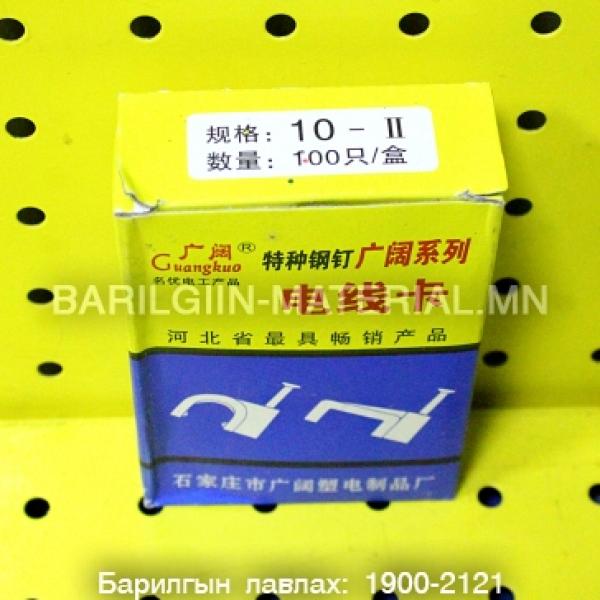 规格: 10 - Ⅱ
数量: 100只/盒
广阔®
Guangkuo
名优电工产品
特种钢钉 广阔系列
电线卡
BARILGIIN-MATERIAL.MN
河北省最具畅销产品
石家庄市广阔塑电制品厂
Барилгын лавлах: 1900-2121